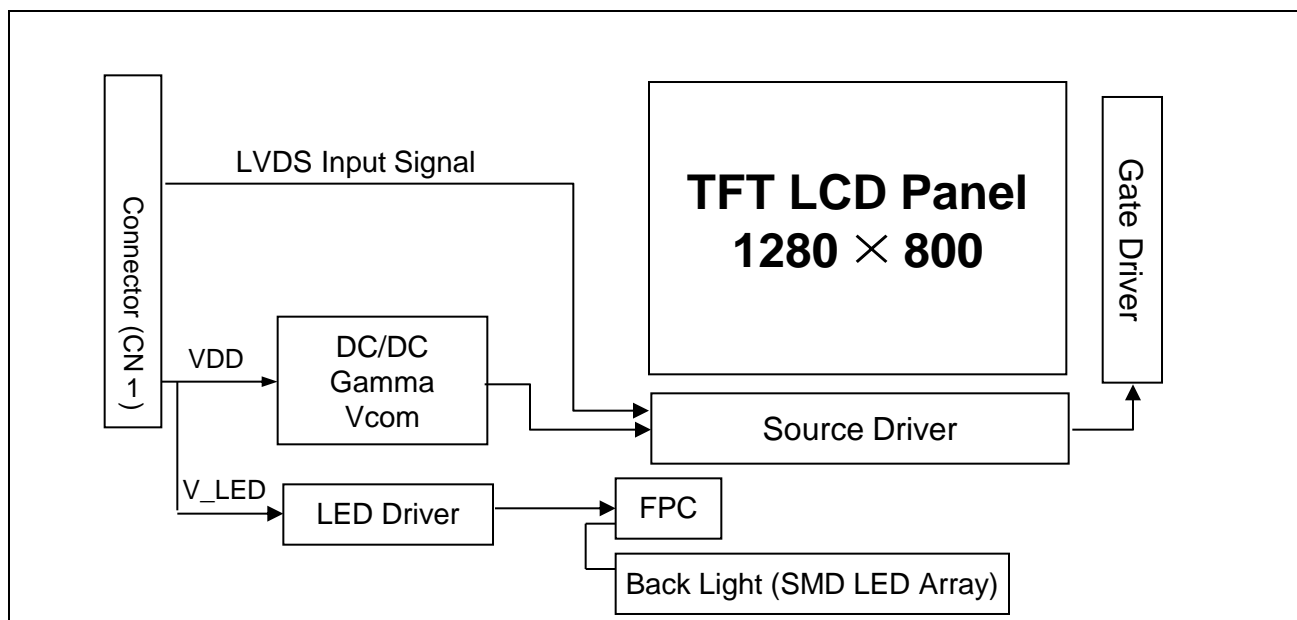 Connector (CN 1)
LVDS Input Signal
TFT LCD Panel
1280 × 800
Gate Driver
VDD
DC/DC
Gamma
Vcom
Source Driver
V_LED
LED Driver
FPC
Back Light (SMD LED Array)